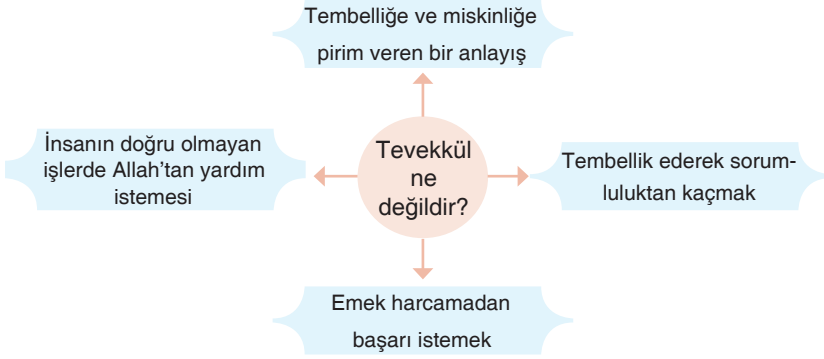 Tembelliğe ve miskinliğe
pirim veren bir anlayış
İnsanın doğru olmayan
işlerde Allah’tan yardım
istemesi
Tevekkül
ne
değildir?
Tembellik ederek sorum-
luluktan kaçmak
Emek harcamadan
başarı istemek